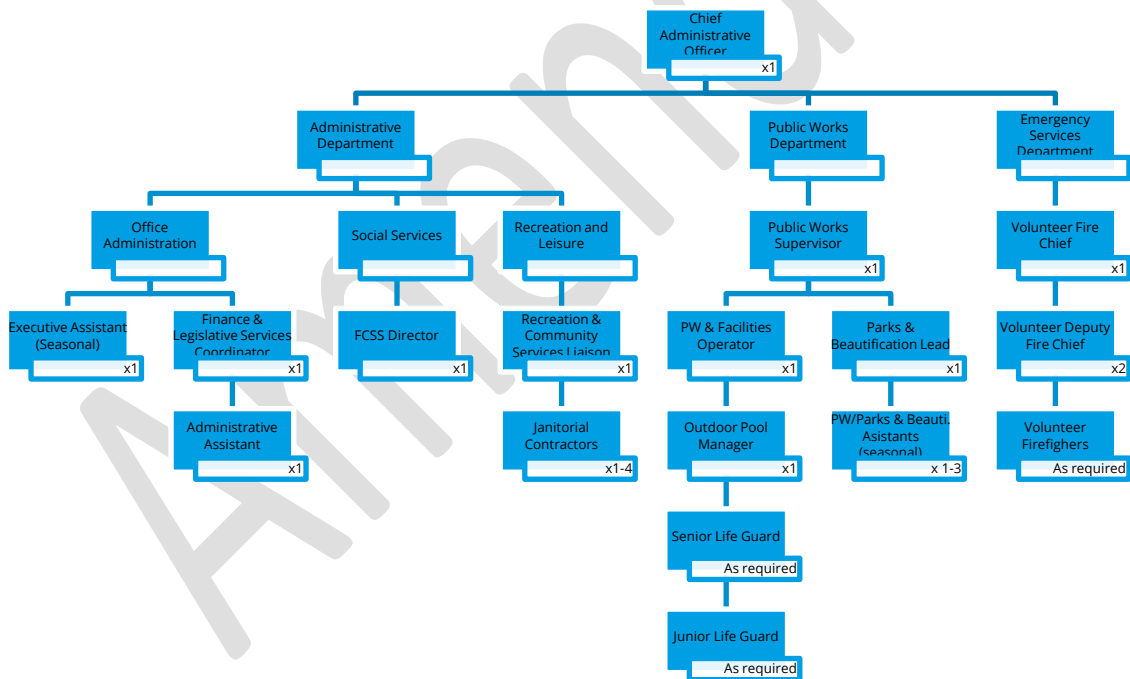 Chief
Administrative
Officer
x1
Administrative
Department
Public Works
Department
Emergency
Services
Department
Office
Administration
Social Services
Recreation and
Leisure
Public Works
Supervisor
x1
Volunteer Fire
Chief
x1
Executive Assistant
(Seasonal)
x1
Finance &
Legislative Services
Coordinator
x1
FCSS Director
x1
Recreation &
Community
Services Liaison
x1
PW & Facilities
Operator
x1
Parks &
Beautification Lead
x1
Volunteer Deputy
Fire Chief
x2
Administrative
Assistant
x1
Janitorial
Contractors
x1-4
Outdoor Pool
Manager
x1
PW/Parks & Beauti.
Asistants
(seasonal)
x 1-3
Volunteer
Firefighers
As required
Senior Life Guard
As required
Junior Life Guard
As required